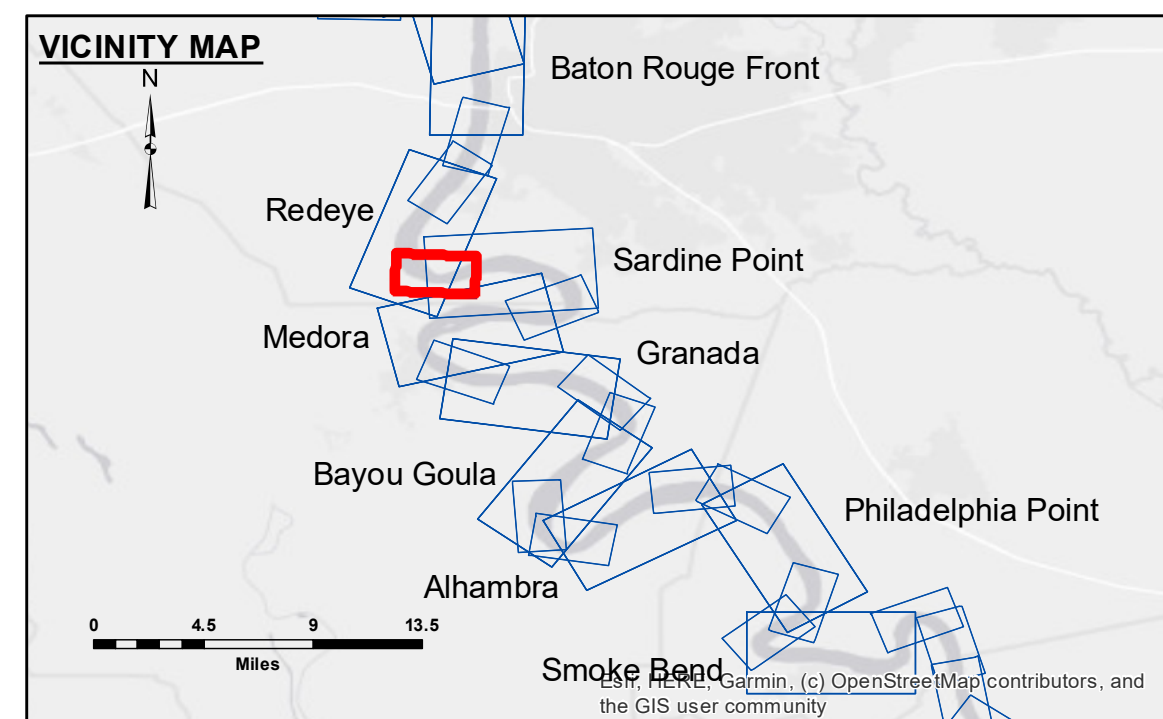 VICINITY MAP
N
Baton Rouge Front
Redeye
Sardine Point
Medora
Granada
Bayou Goula
Philadelphia Point
Alhambra
0 4.5 9 13.5
Miles
Smoke Bend
Esri, HERE, Garmin, (c) OpenStreetMap contributors, and
the GIS user community